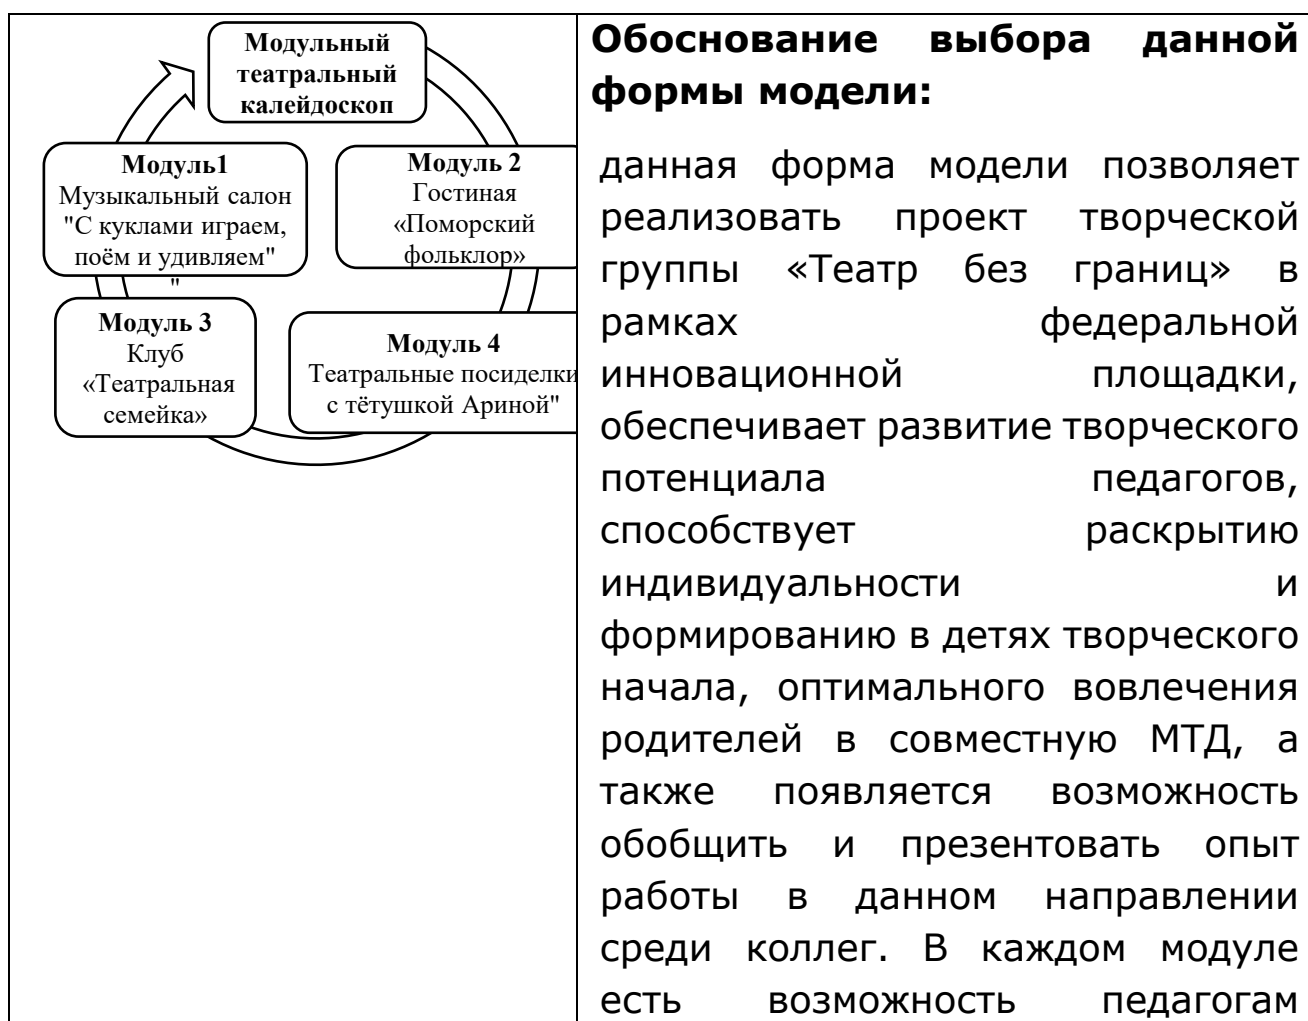 Модульный
театральный
калейдоскоп
Модуль1
Музыкальный салон
"С куклами играем,
поём и удивляем"
"
Модуль 2
Гостиная
«Поморский
фольклор»
Модуль 3
Клуб
«Театральная
семейка»
Модуль 4
Театральные посиделки
с тётушкой Ариной"
Обоснование выбора данной
формы модели:
данная форма модели позволяет
реализовать проект творческой
группы «Театр без границ» в
рамках федеральной
инновационной площадки,
обеспечивает развитие творческого
потенциала педагогов,
способствует раскрытию
индивидуальности и
формированию в детях творческого
начала, оптимального вовлечения
родителей в совместную МТД, а
также появляется возможность
обобщить и презентовать опыт
работы в данном направлении
среди коллег. В каждом модуле
есть возможность педагогам